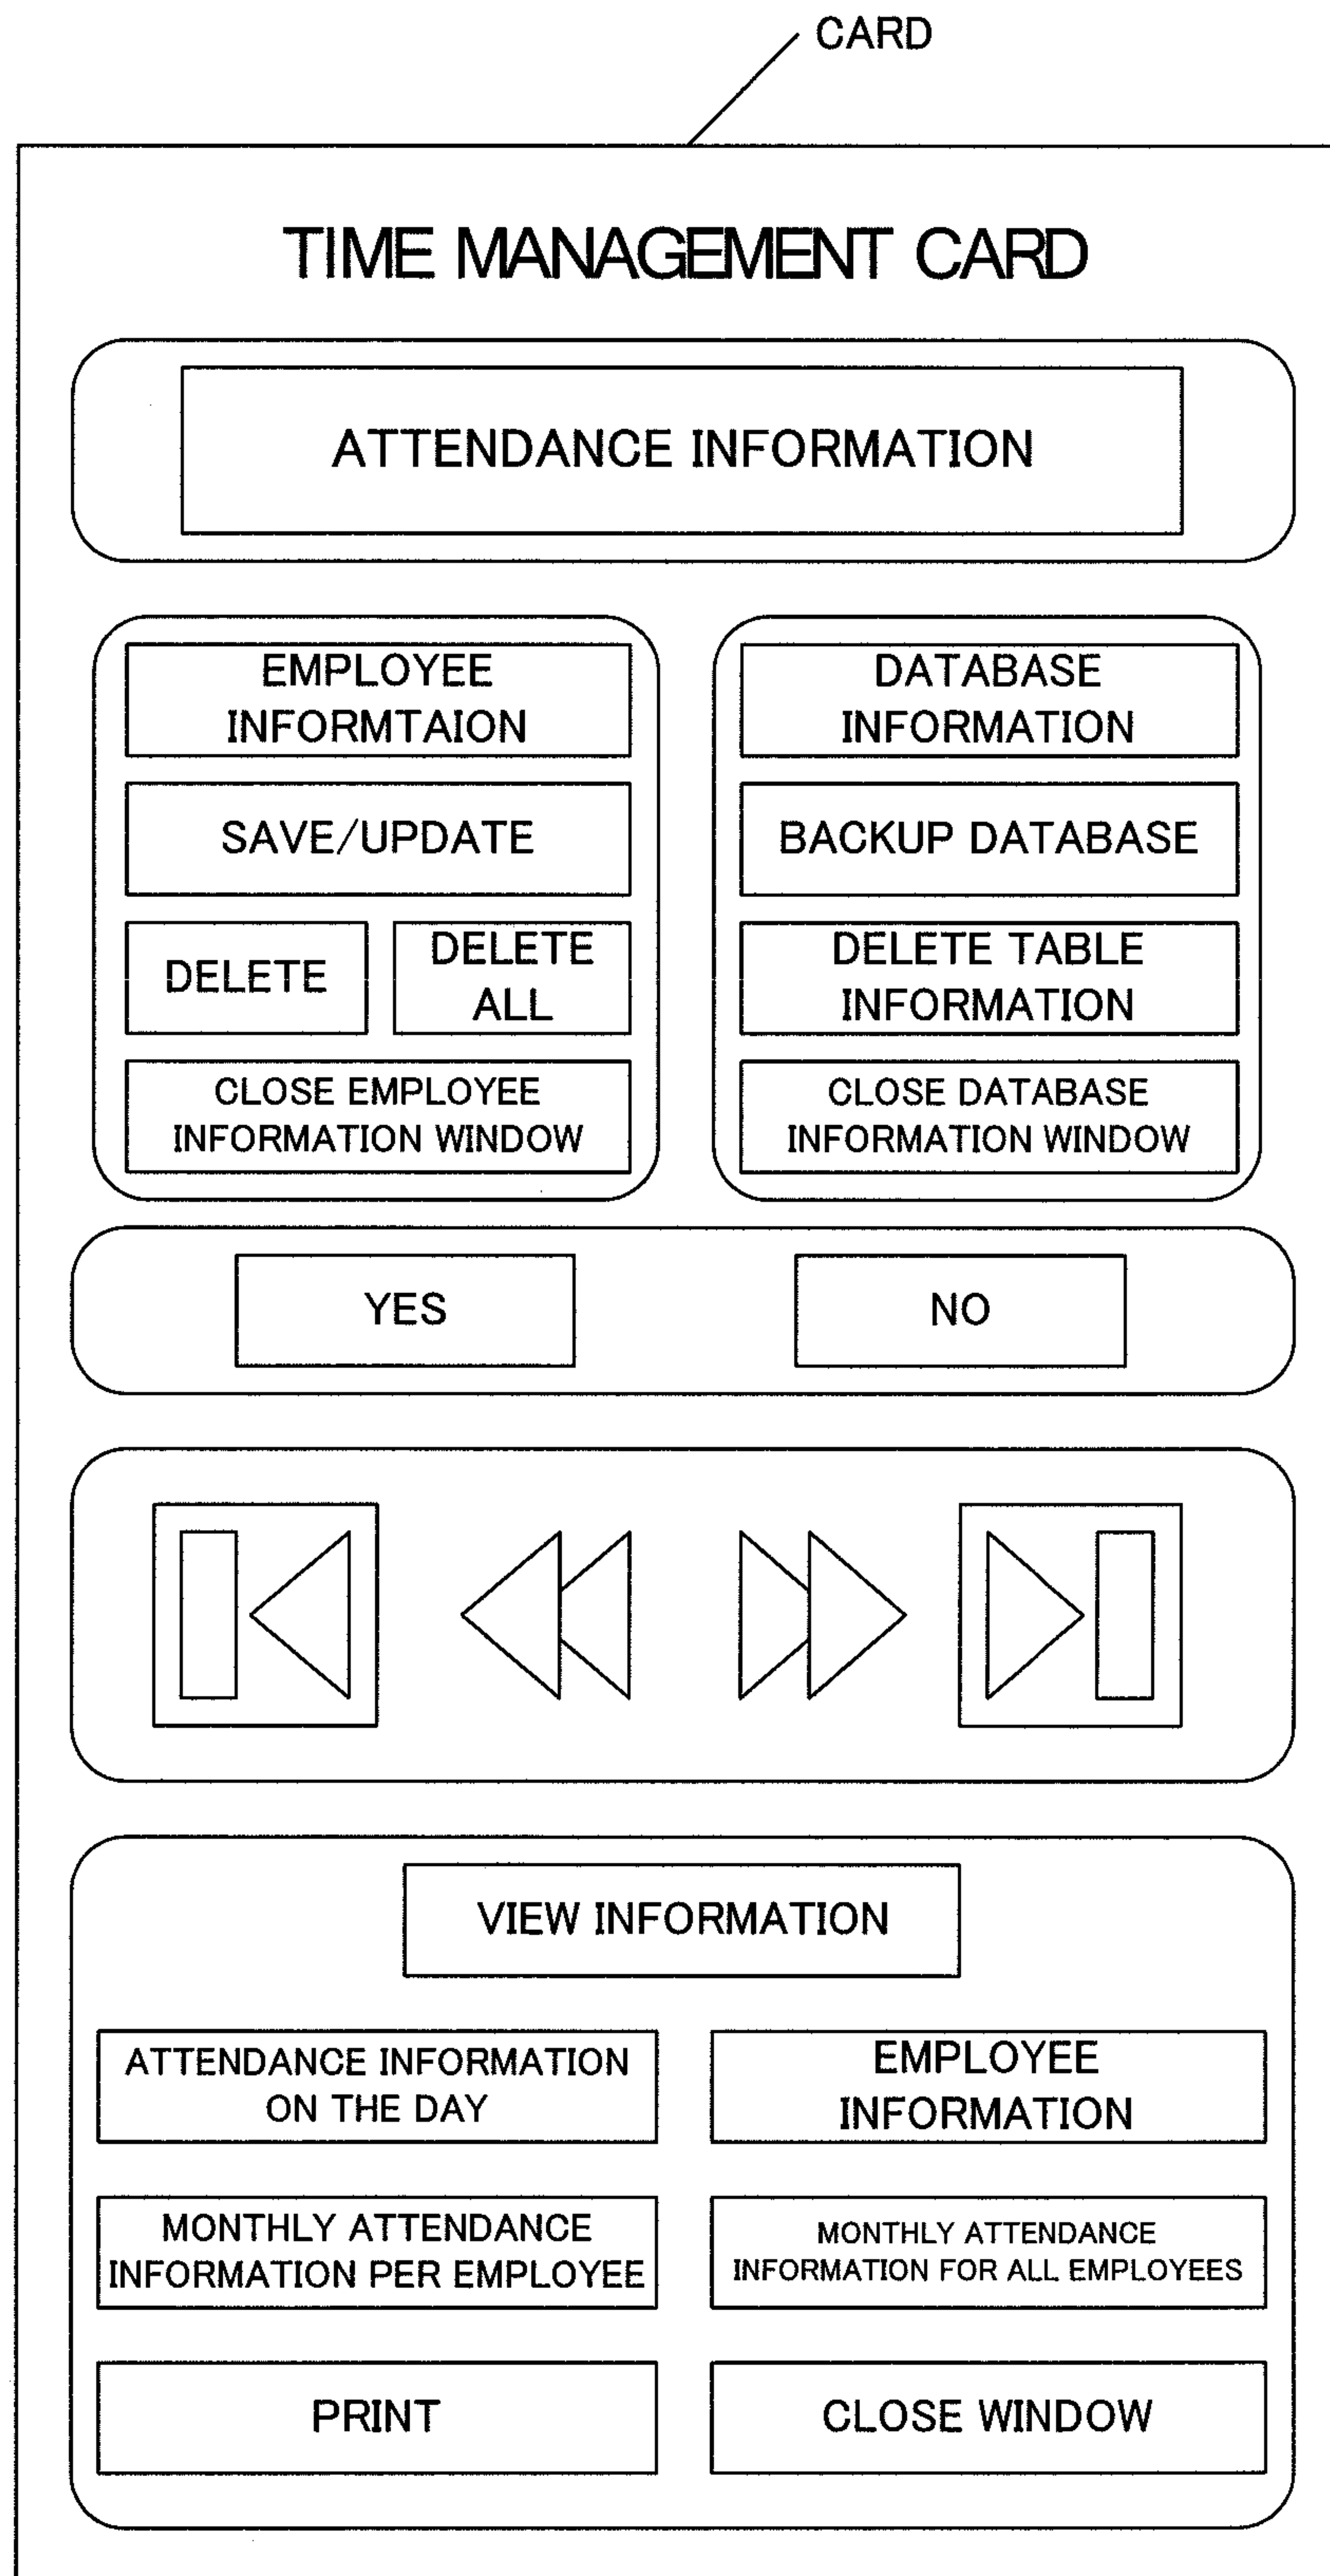 CARD
TIME MANAGEMENT CARD
ATTENDANCE INFORMATION
EMPLOYEE
INFORMTAION
SAVE/UPDATE
DELETE
DELETE
ALL
CLOSE EMPLOYEE
INFORMATION WINDOW
DATABASE
INFORMATION
BACKUP DATABASE
DELETE TABLE
INFORMATION
CLOSE DATABASE
INFORMATION WINDOW
YES
NO
VIEW INFORMATION
ATTENDANCE INFORMATION
ON THE DAY
EMPLOYEE
INFORMATION
MONTHLY ATTENDANCE
INFORMATION PER EMPLOYEE
MONTHLY ATTENDANCE
INFORMATION FOR ALL EMPLOYEES
PRINT
CLOSE WINDOW